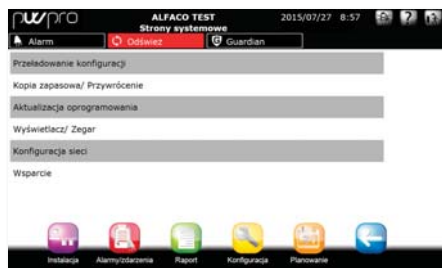 pwpro
ALFACO TEST
2015/07/27 8:57
Strony systemowe
Alarm
Odśwież
Guardian
Przeładowanie konfiguracji
Kopia zapasowa/ Przywrócenie
Aktualizacja oprogramowania
Wyświetlacz/ Zegar
Konfiguracja sieci
Wsparcie
Instalacja
Alarmy/zdarzenia
Raport
Konfiguracja
Planowanie